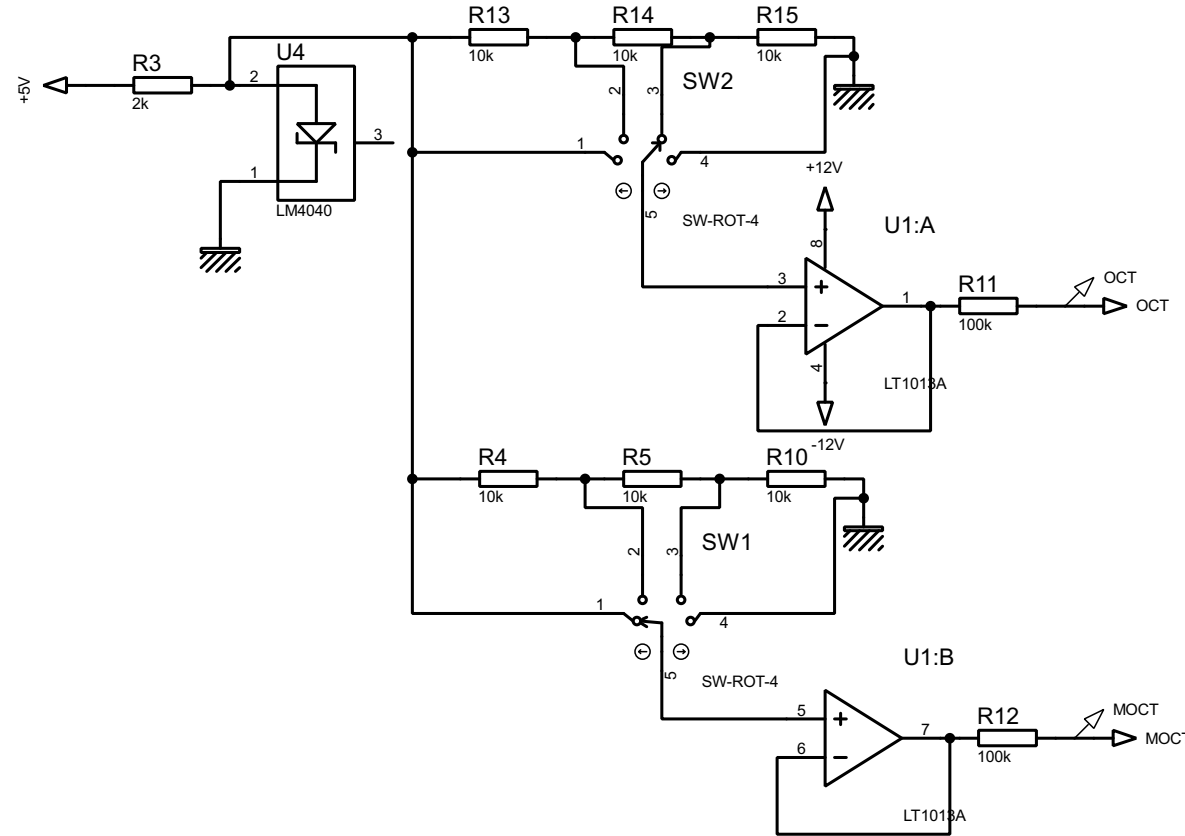 R13
R14
R15
10k
10k
10k
U4
R3
+5V
2k
2
3
1
LM4040
SW2
2
3
1
4
5
SW-ROT-4
+12V
U1:A
8
3
+
2
−
1
4
R11
100k
OCT
OCT
LT1013A
-12V
R4
R5
R10
10k
10k
10k
SW1
2
3
1
4
5
SW-ROT-4
U1:B
5
+
6
−
7
R12
100k
MOCT
MOCT
LT1013A